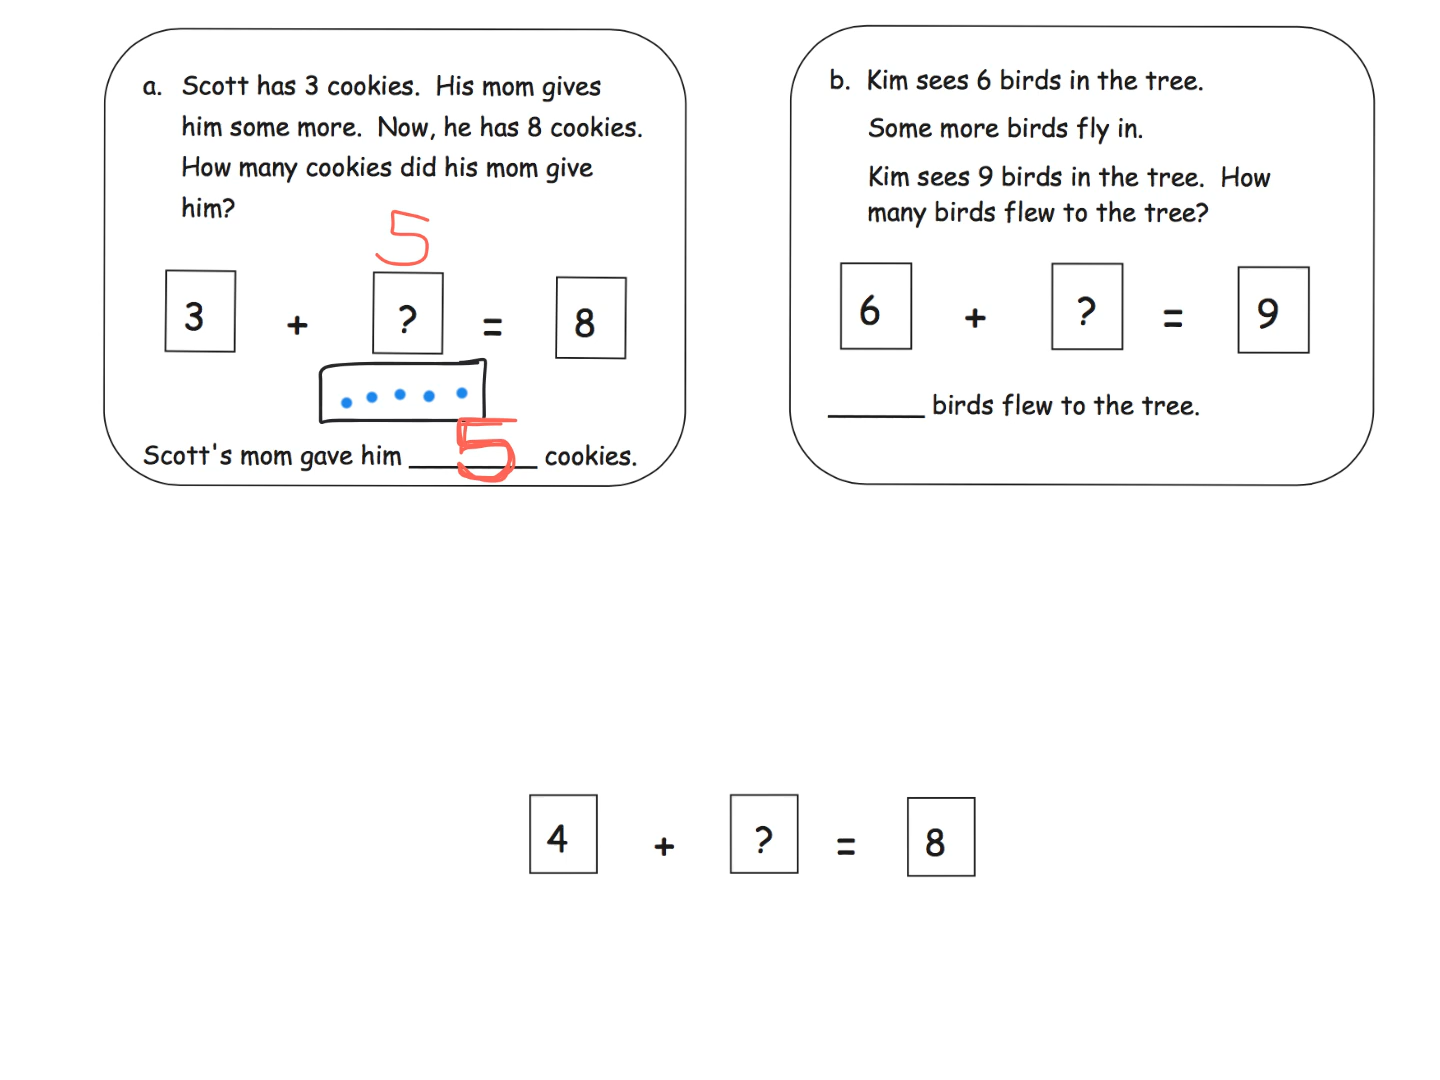 a. Scott has 3 cookies. His mom gives
him some more. Now, he has 8 cookies.
How many cookies did his mom give
him?
5
3 + ? = 8
Scott's mom gave him 5 cookies.
b. Kim sees 6 birds in the tree.
Some more birds fly in.
Kim sees 9 birds in the tree. How
many birds flew to the tree?
6 + ? = 9
______ birds flew to the tree.
4 + ? = 8